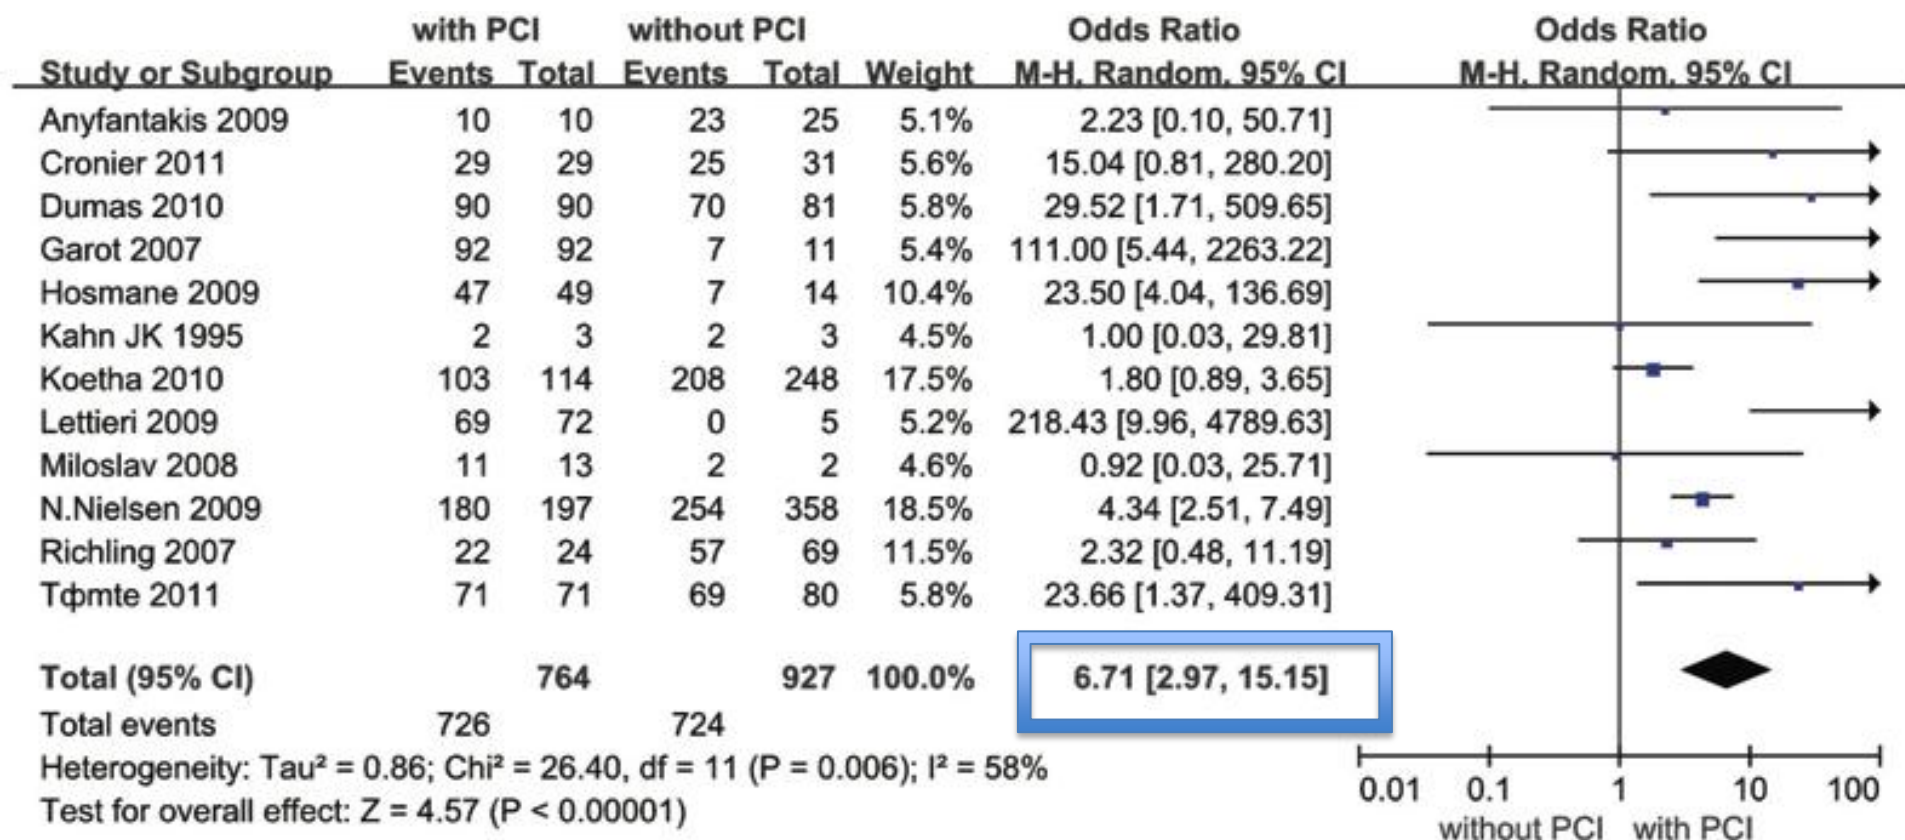 with PCI without PCI Odds Ratio Odds Ratio
Study or Subgroup Events Total Events Total Weight M-H, Random, 95% CI M-H, Random, 95% CI
Anyfantakis 2009 10 10 23 25 5.1% 2.23 [0.10, 50.71]
Cronier 2011 29 29 25 31 5.6% 15.04 [0.81, 280.20]
Dumas 2010 90 90 70 81 5.8% 29.52 [1.71, 509.65]
Garot 2007 92 92 7 11 5.4% 111.00 [5.44, 2263.22]
Hosmane 2009 47 49 7 14 10.4% 23.50 [4.04, 136.69]
Kahn JK 1995 2 3 2 3 4.5% 1.00 [0.03, 29.81]
Koetha 2010 103 114 208 248 17.5% 1.80 [0.89, 3.65]
Lettieri 2009 69 72 0 5 5.2% 218.43 [9.96, 4789.63]
Miloslav 2008 11 13 2 2 4.6% 0.92 [0.03, 25.71]
N.Nielsen 2009 180 197 254 358 18.5% 4.34 [2.51, 7.49]
Richling 2007 22 24 57 69 11.5% 2.32 [0.48, 11.19]
Tфmte 2011 71 71 69 80 5.8% 23.66 [1.37, 409.31]
Total (95% CI) 764 927 100.0% 6.71 [2.97, 15.15]
Total events 726 724
Heterogeneity: Tau² = 0.86; Chi² = 26.40, df = 11 (P = 0.006); I² = 58%
Test for overall effect: Z = 4.57 (P < 0.00001)
0.01 0.1 1 10 100
without PCI with PCI